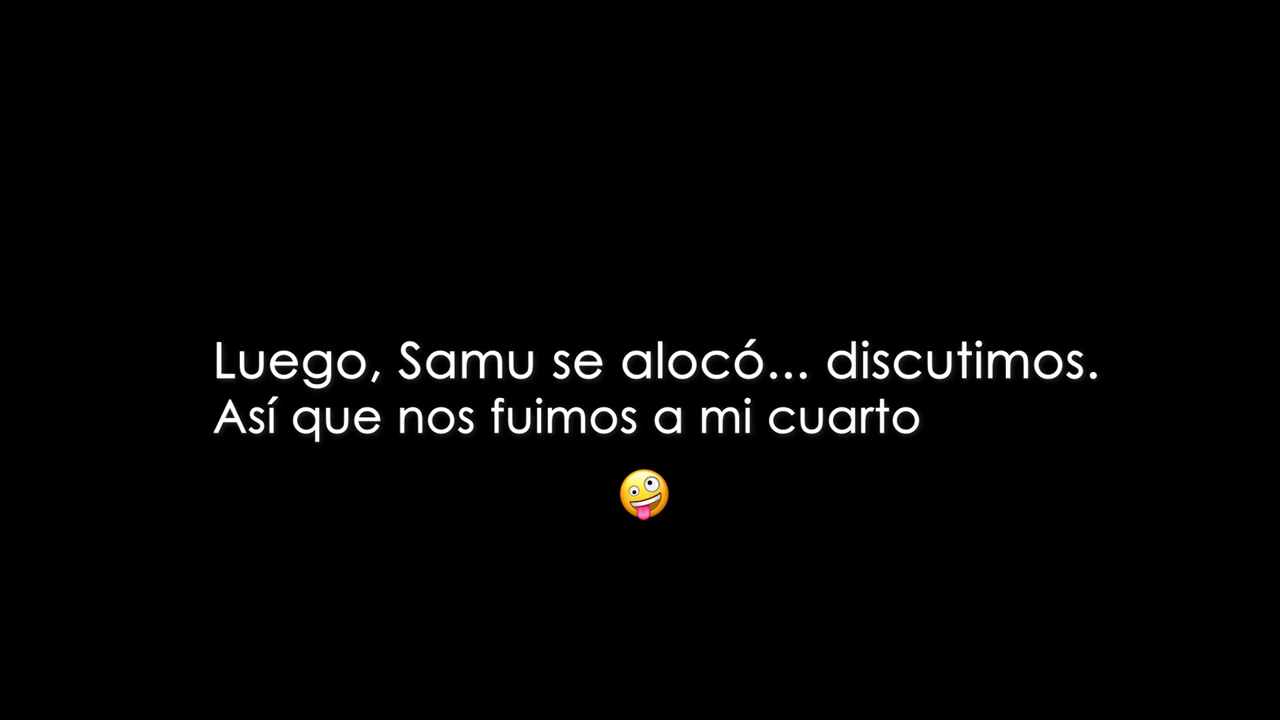 Luego, Samu se alocó... discutimos.
Así que nos fuimos a mi cuarto
🤪